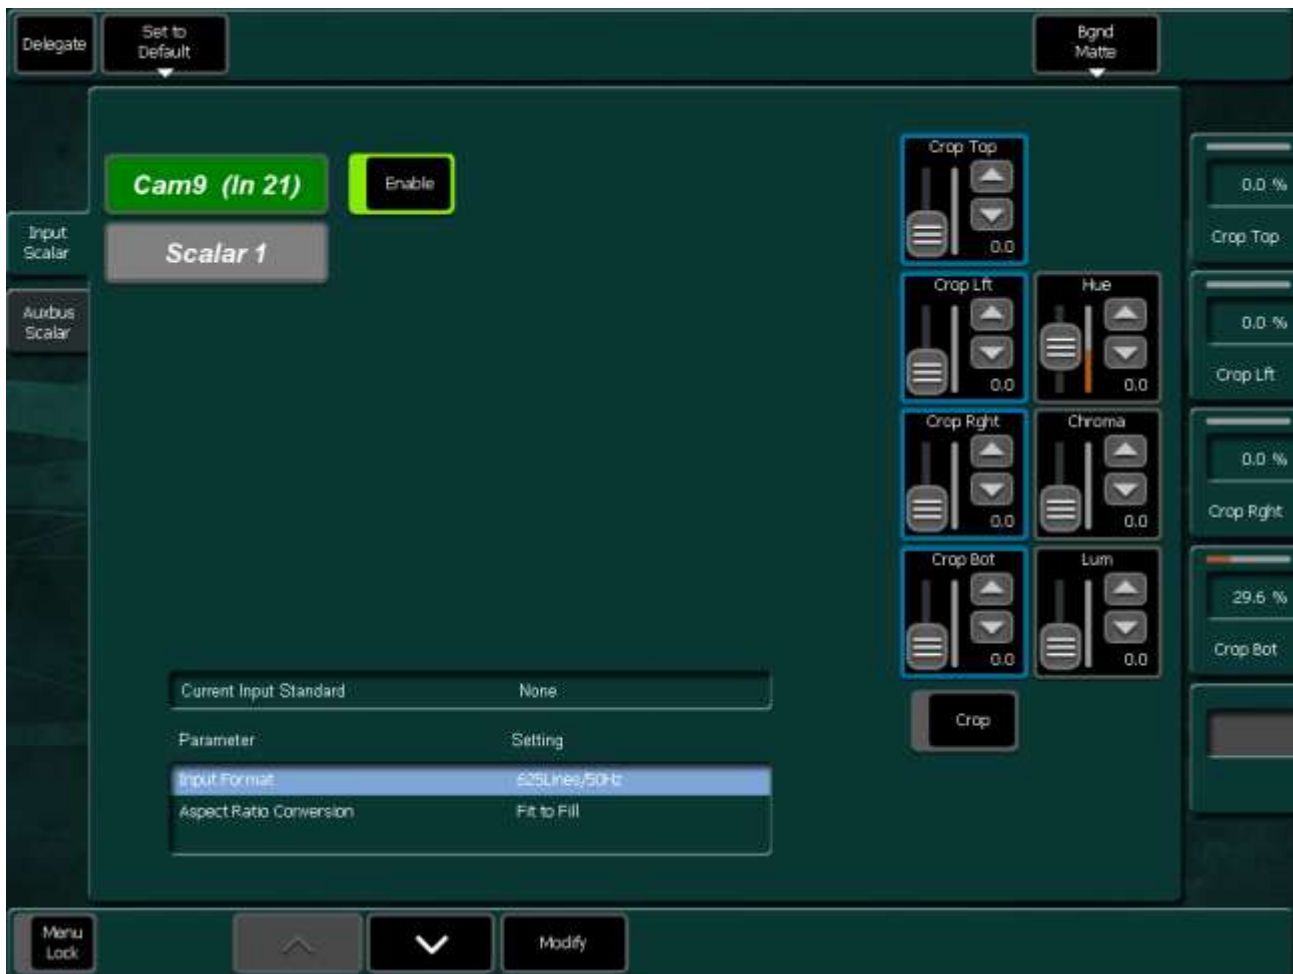 Delegate
Set to
Default
Bgnd
Matte
Cam9 (In 21)
Enable
Scalar 1
Input
Scalar
Auxbus
Scalar
Crop Top
0.0
Crop Lft
0.0
Hue
0.0
Crop Rght
0.0
Chroma
0.0
Crop Bot
0.0
Lum
0.0
Crop
0.0 %
Crop Top
0.0 %
Crop Lft
0.0 %
Crop Rght
29.6 %
Crop Bot
Current Input Standard None
Parameter Setting
Input Format 625Lines/50Hz
Aspect Ratio Conversion Fit to Fill
Menu
Lock
Modify